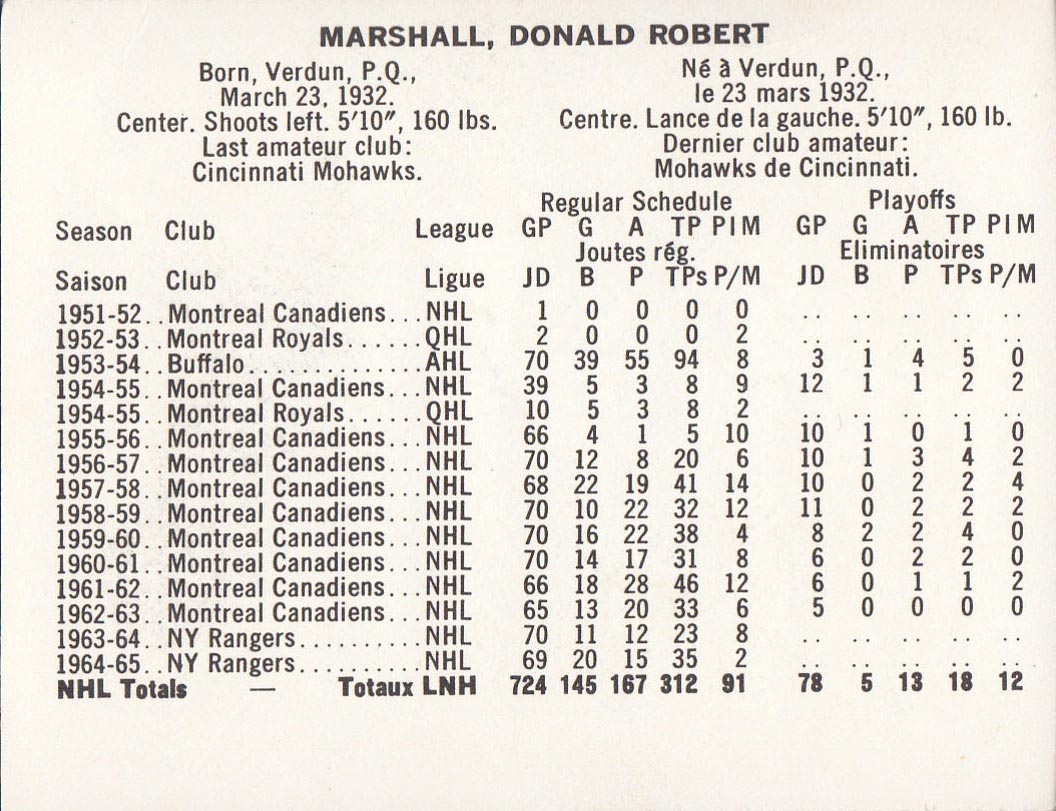 MARSHALL, DONALD ROBERT
Born, Verdun, P.Q.,
March 23, 1932.
Center. Shoots left. 5'10", 160 lbs.
Last amateur club:
Cincinnati Mohawks.
Né à Verdun, P.Q.,
le 23 mars 1932.
Centre. Lance de la gauche. 5'10", 160 lb.
Dernier club amateur:
Mohawks de Cincinnati.
Regular Schedule Playoffs
Season Club League GP G A TP PIM GP G A TP PIM
Joutes rég. Eliminatoires
Saison Club Ligue JD B P TPs P/M JD B P TPs P/M
1951-52..Montreal Canadiens...NHL 1 0 0 0 0 .. .. .. .. ..
1952-53..Montreal Royals......QHL 2 0 0 0 2 .. .. .. .. ..
1953-54..Buffalo.............AHL 70 39 55 94 8 3 1 4 5 0
1954-55..Montreal Canadiens...NHL 39 5 3 8 9 12 1 1 2 2
1954-55..Montreal Royals......QHL 10 5 3 8 2 .. .. .. .. ..
1955-56..Montreal Canadiens...NHL 66 4 1 5 10 10 1 0 1 0
1956-57..Montreal Canadiens...NHL 70 12 8 20 6 10 1 3 4 2
1957-58..Montreal Canadiens...NHL 68 22 19 41 14 10 0 2 2 4
1958-59..Montreal Canadiens...NHL 70 10 22 32 12 11 0 2 2 2
1959-60..Montreal Canadiens...NHL 70 16 22 38 4 8 2 2 4 0
1960-61..Montreal Canadiens...NHL 70 14 17 31 8 6 0 2 2 0
1961-62..Montreal Canadiens...NHL 66 18 28 46 12 6 0 1 1 2
1962-63..Montreal Canadiens...NHL 65 13 20 33 6 5 0 0 0 0
1963-64..NY Rangers..........NHL 70 11 12 23 8 .. .. .. .. ..
1964-65..NY Rangers..........NHL 69 20 15 35 2 .. .. .. .. ..
NHL Totals — Totaux LNH 724 145 167 312 91 78 5 13 18 12